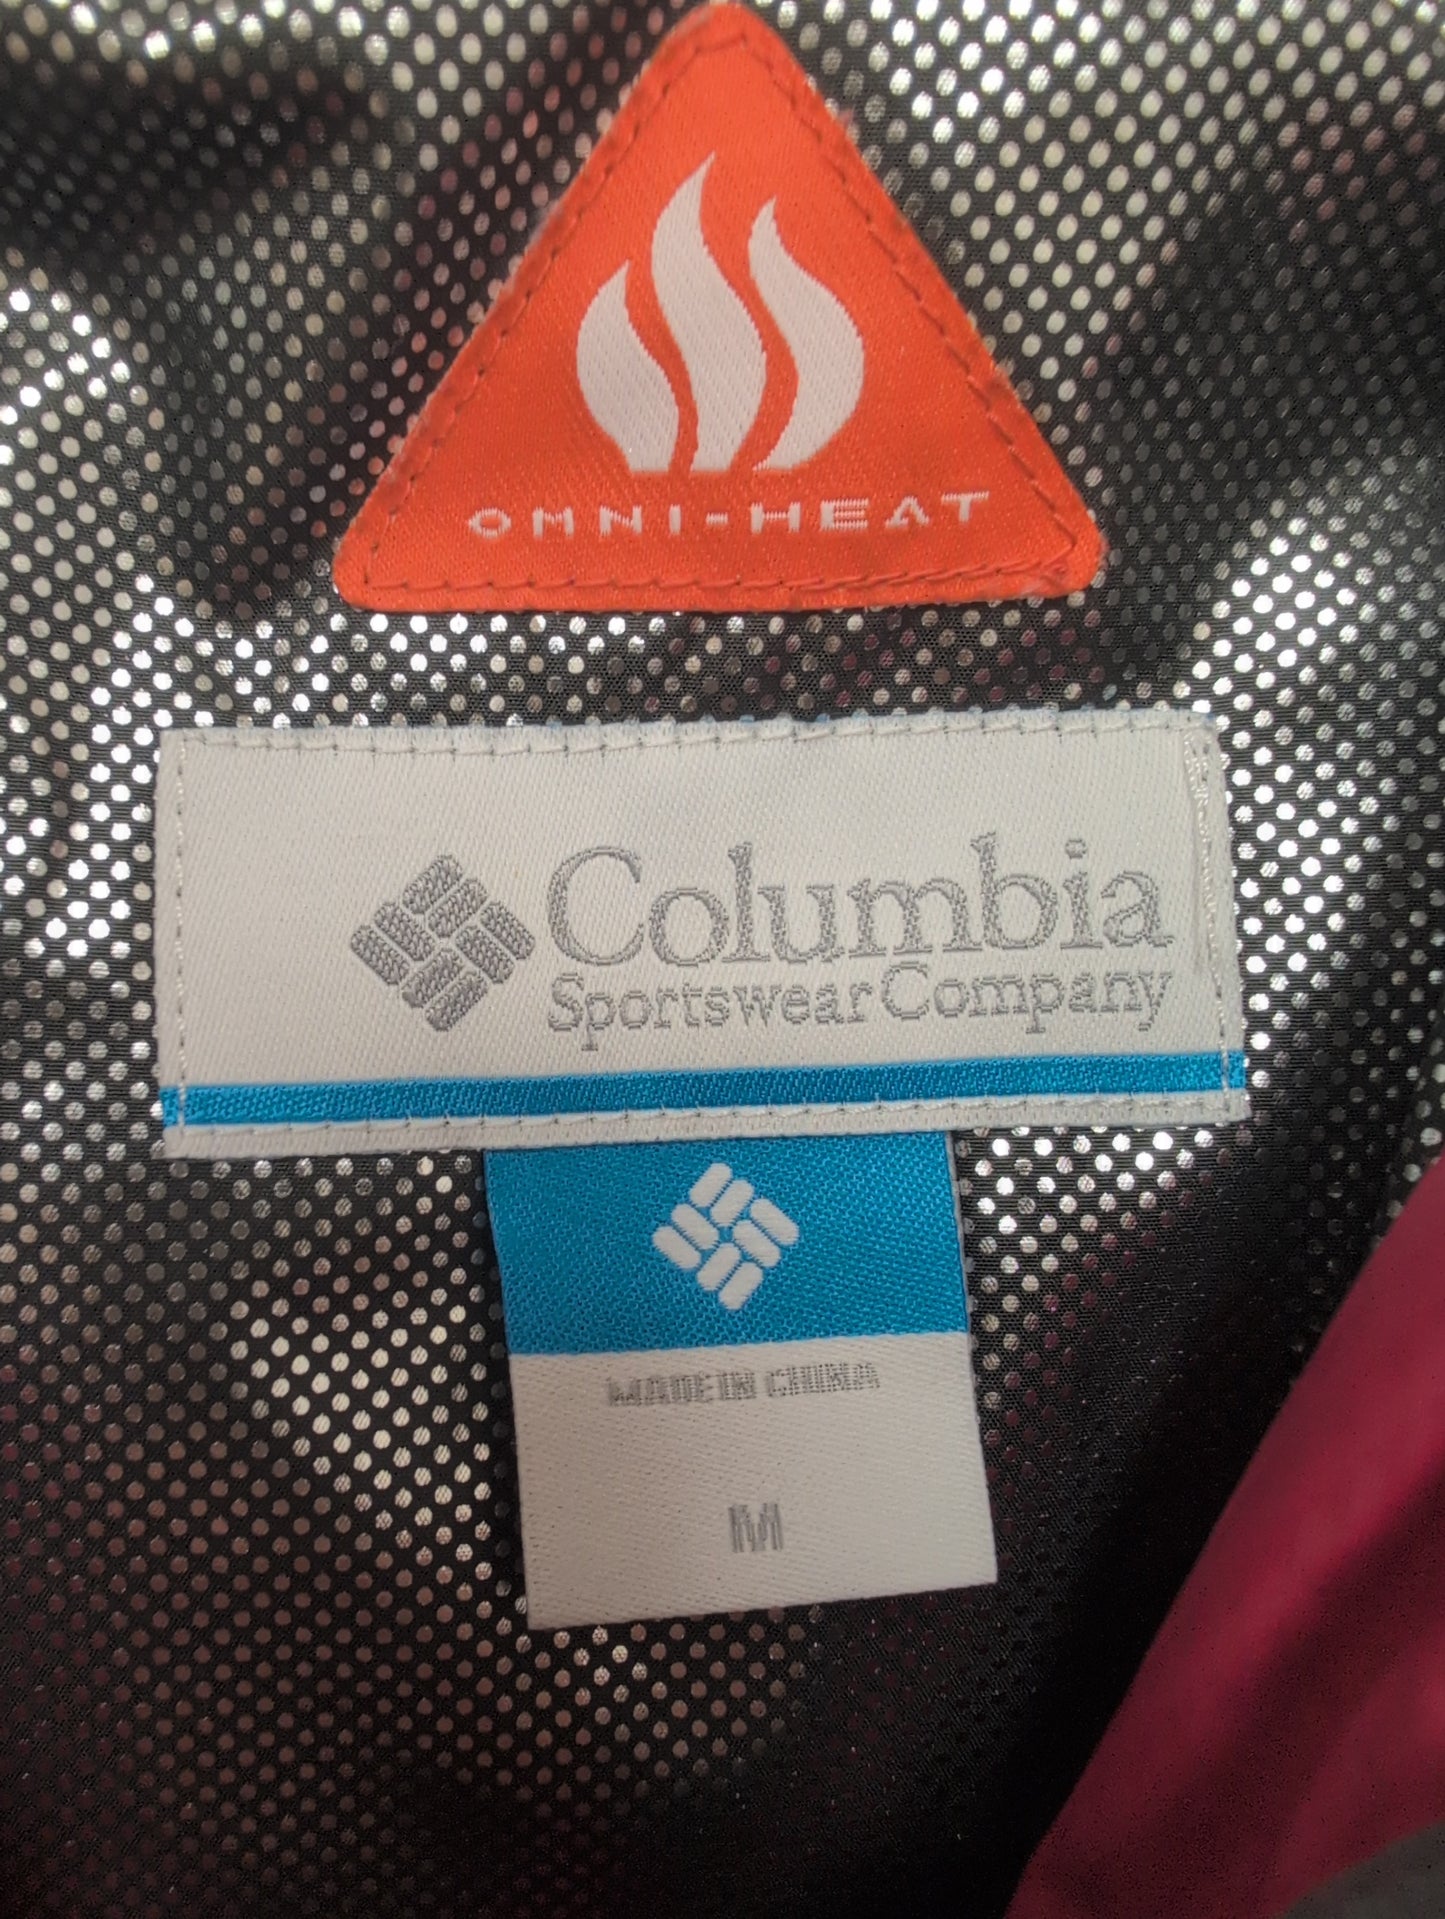 OMNI-HEAT
Columbia
Sportswear Company
MADE IN CHINA
M